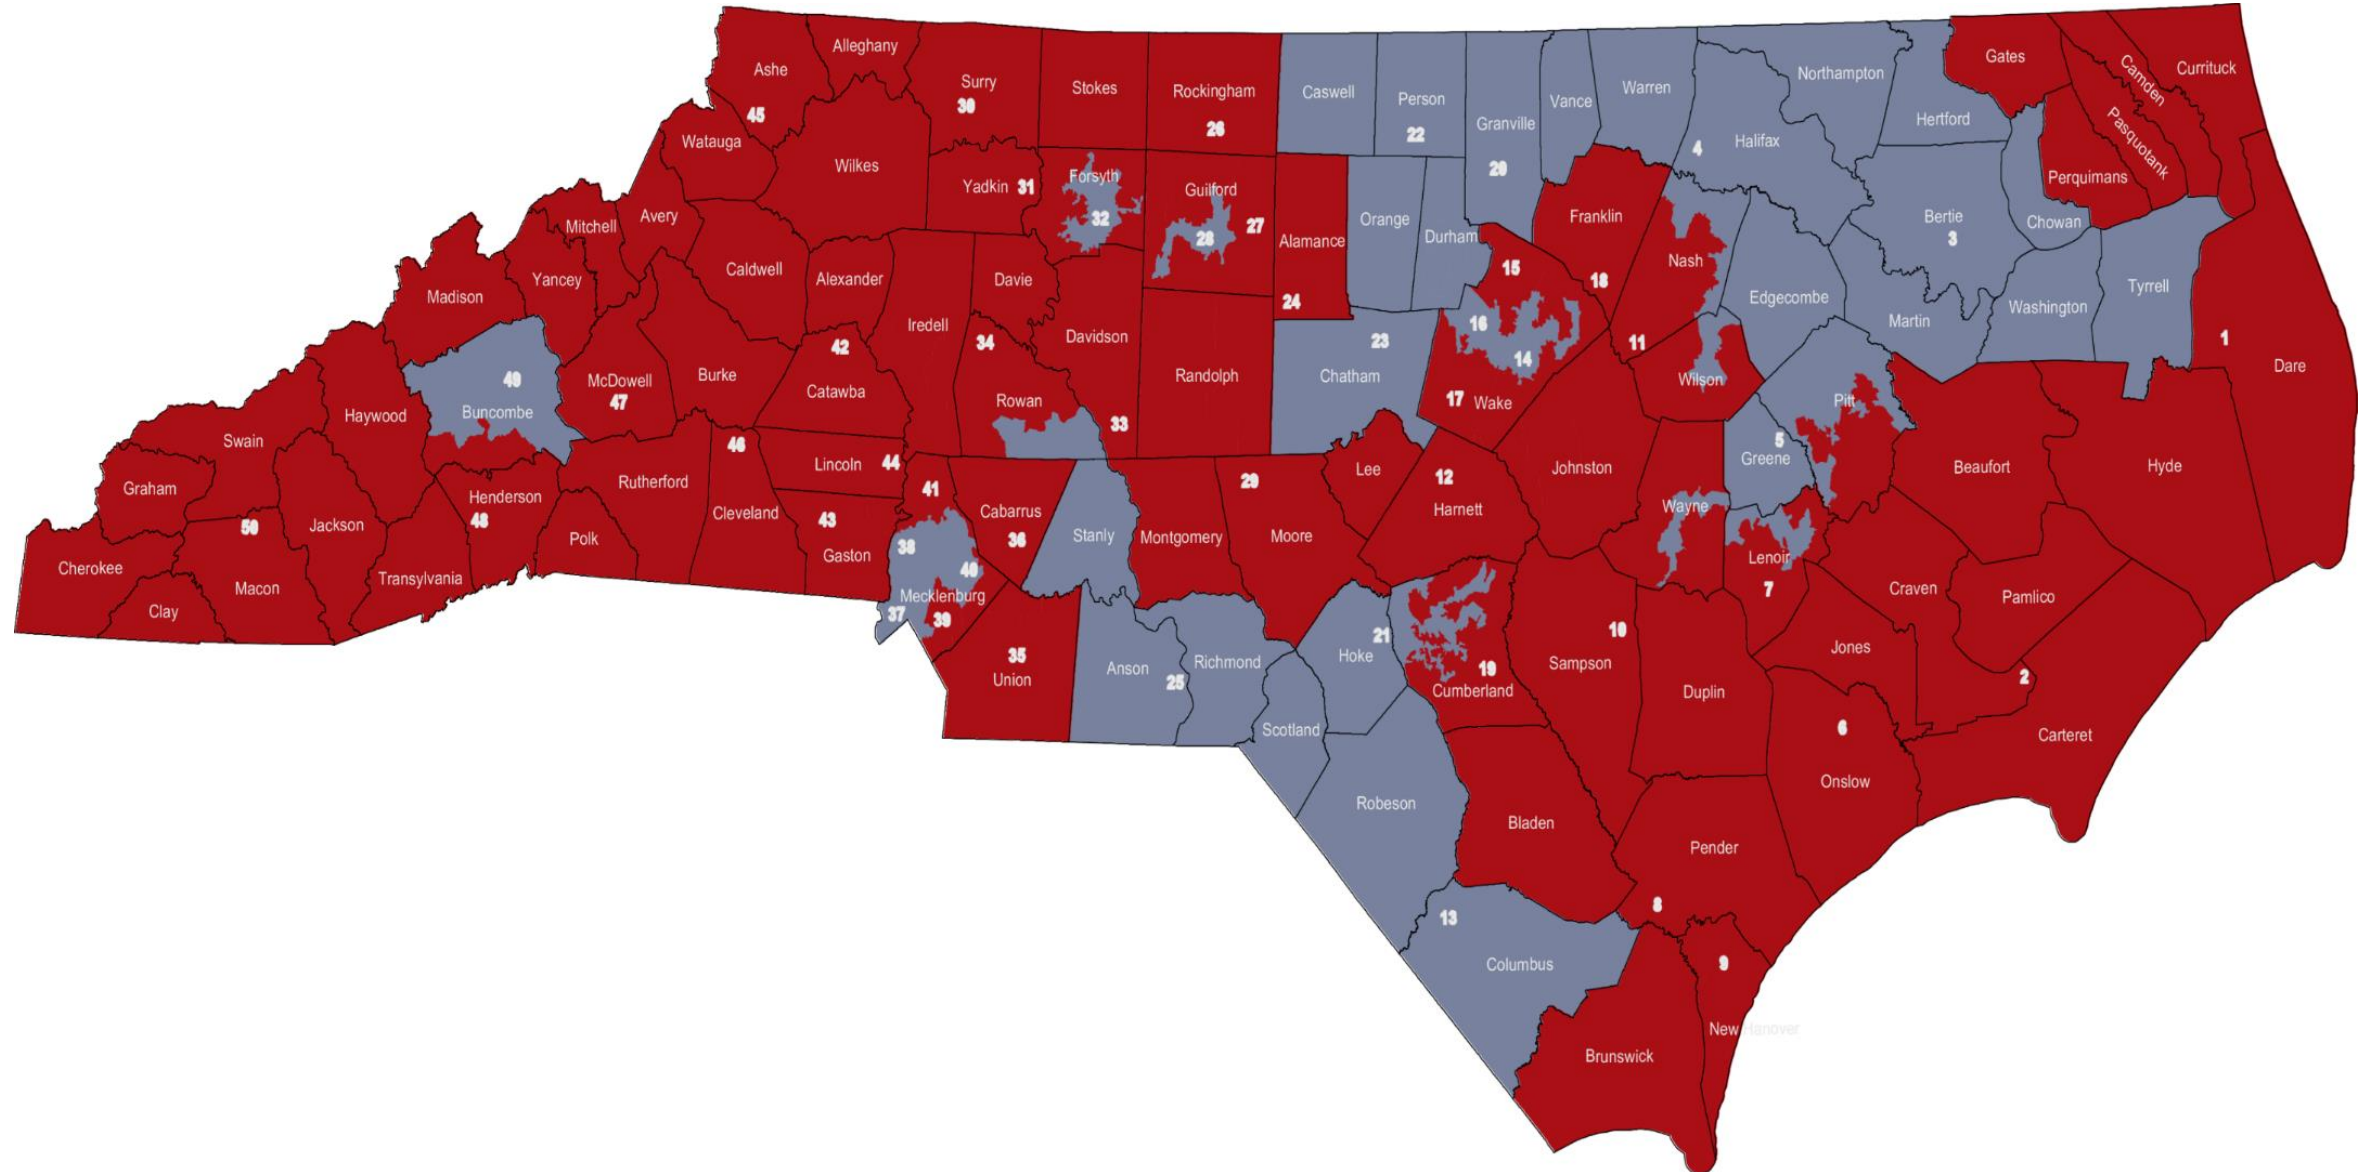 Alleghany
Ashe
45
Surry
30
Stokes
Rockingham
26
Caswell
Person
22
Granville
20
Vance
Warren
Northampton
4
Halifax
Hertford
Gates
Camden
Currituck
Pasquotank
Perquimans
Watauga
Wilkes
Yadkin
31
Forsyth
32
Guilford
27
28
Alamance
24
Orange
Durham
Franklin
18
Nash
11
Bertie
3
Chowan
Mitchell
Avery
Yancey
Madison
Caldwell
Alexander
Iredell
Davie
34
Davidson
33
Randolph
23
Chatham
15
16
14
17
Wake
Edgecombe
Martin
Washington
Tyrrell
1
Dare
49
Buncombe
McDowell
47
Burke
42
Catawba
Rowan
Wilson
Pitt
5
Greene
Haywood
Swain
Graham
Henderson
48
Rutherford
46
Cleveland
Lincoln
44
41
Cabarrus
36
Stanly
Montgomery
29
Moore
Lee
12
Harnett
Johnston
Wayne
Lenoir
7
Beaufort
Hyde
50
Jackson
Polk
43
Gaston
38
40
Mecklenburg
37
39
Cherokee
Clay
Macon
Transylvania
35
Union
Anson
25
Richmond
21
Hoke
19
Cumberland
10
Sampson
Duplin
Jones
Craven
Pamlico
2
Carteret
6
Onslow
Scotland
Robeson
Bladen
Pender
8
13
Columbus
9
New Hanover
Brunswick